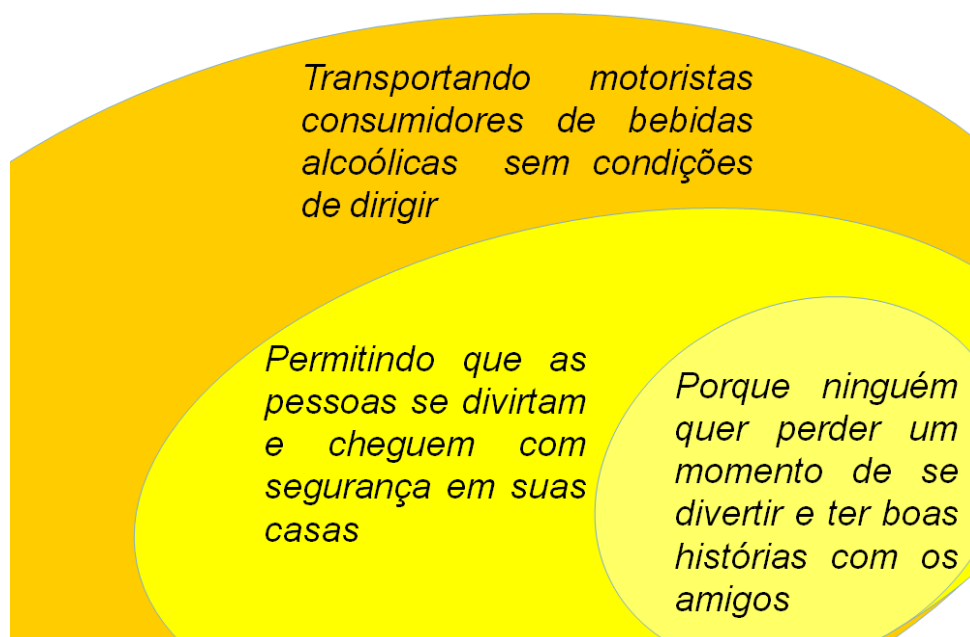 Transportando motoristas
consumidores de bebidas
alcoólicas sem condições
de dirigir
Permitindo que as
pessoas se divirtam
e cheguem com
segurança em suas
casas
Porque ninguém
quer perder um
momento de se
divertir e ter boas
histórias com os
amigos